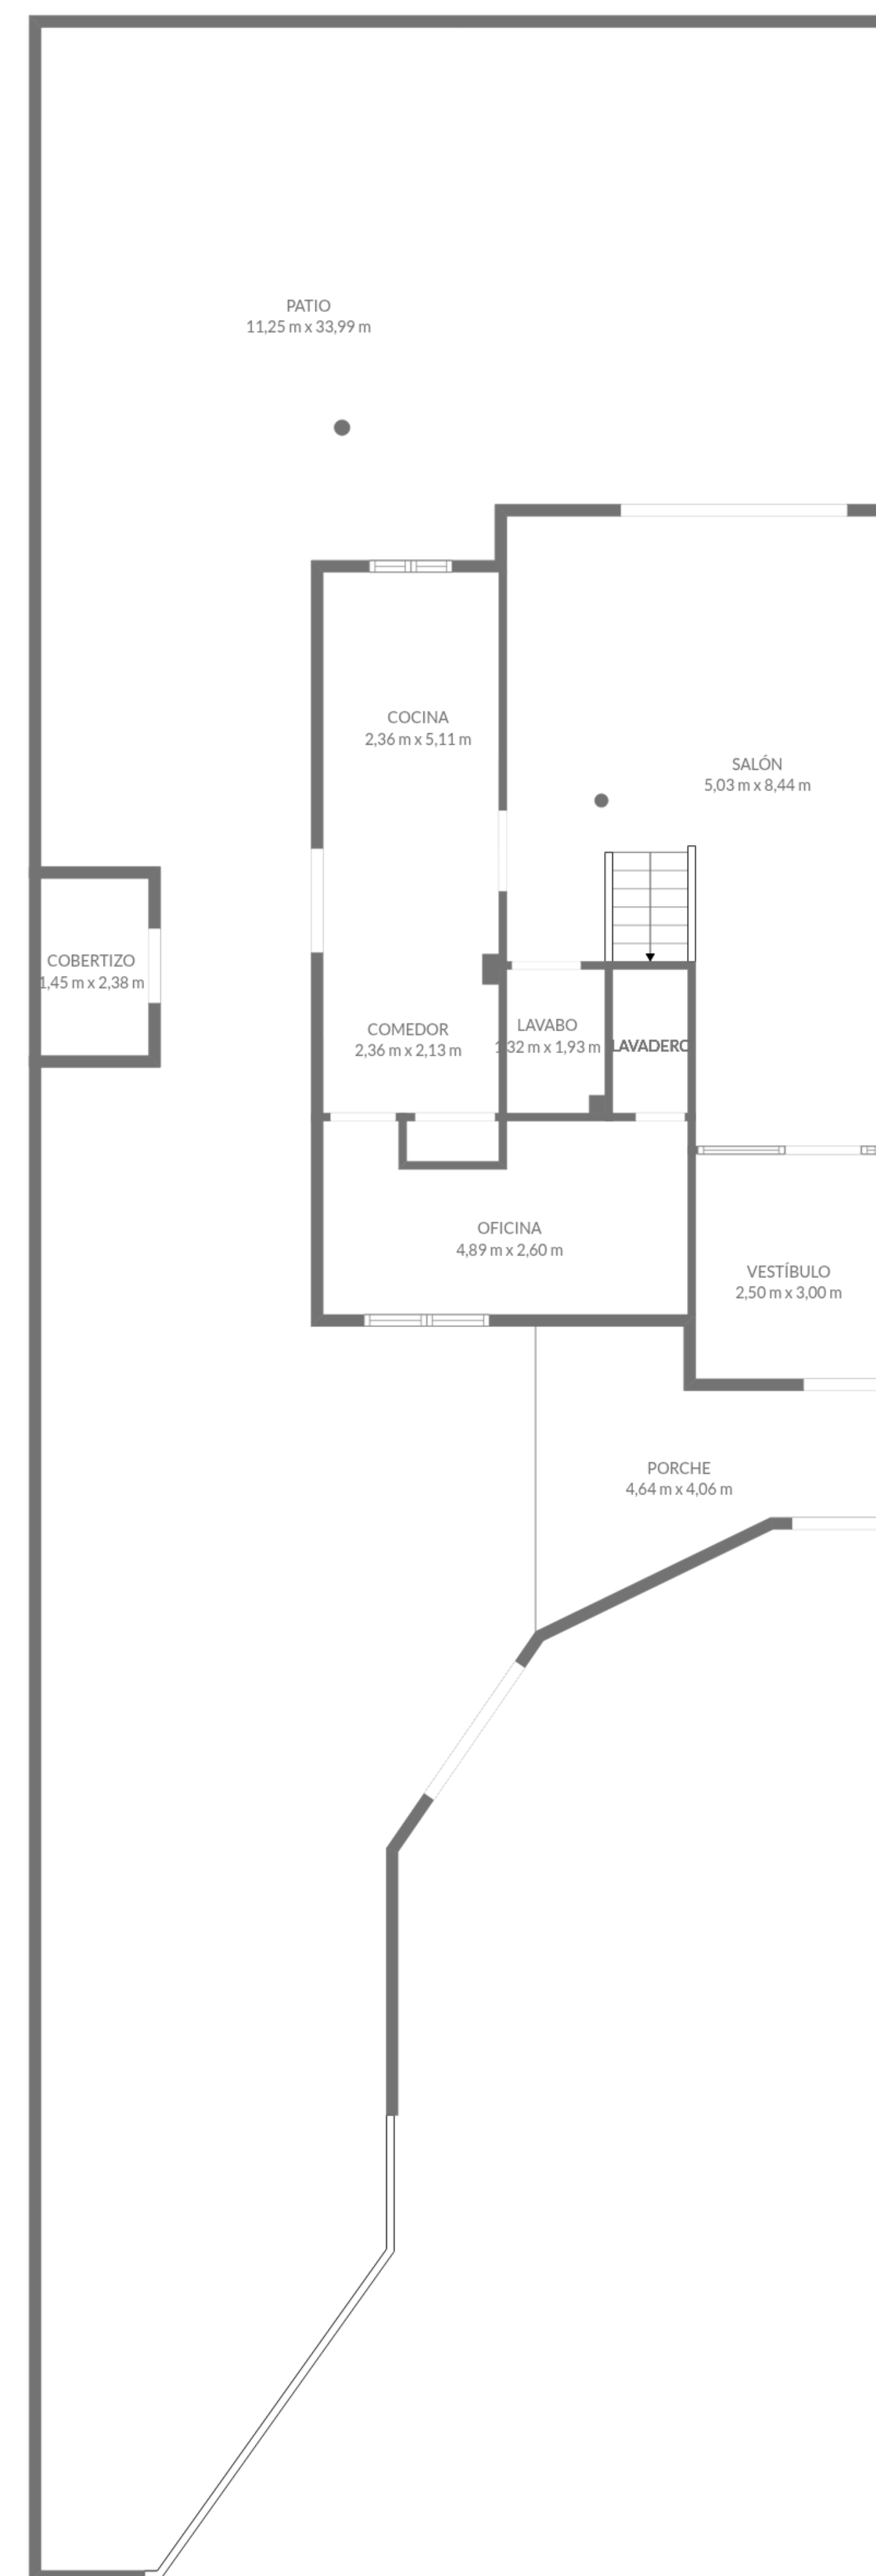 PATIO
11,25 m x 33,99 m
COCINA
2,36 m x 5,11 m
SALÓN
5,03 m x 8,44 m
COBERTIZO
1,45 m x 2,38 m
COMEDOR
2,36 m x 2,13 m
LAVABO
1,32 m x 1,93 m
LAVADERO
OFICINA
4,89 m x 2,60 m
VESTÍBULO
2,50 m x 3,00 m
PORCHE
4,64 m x 4,06 m